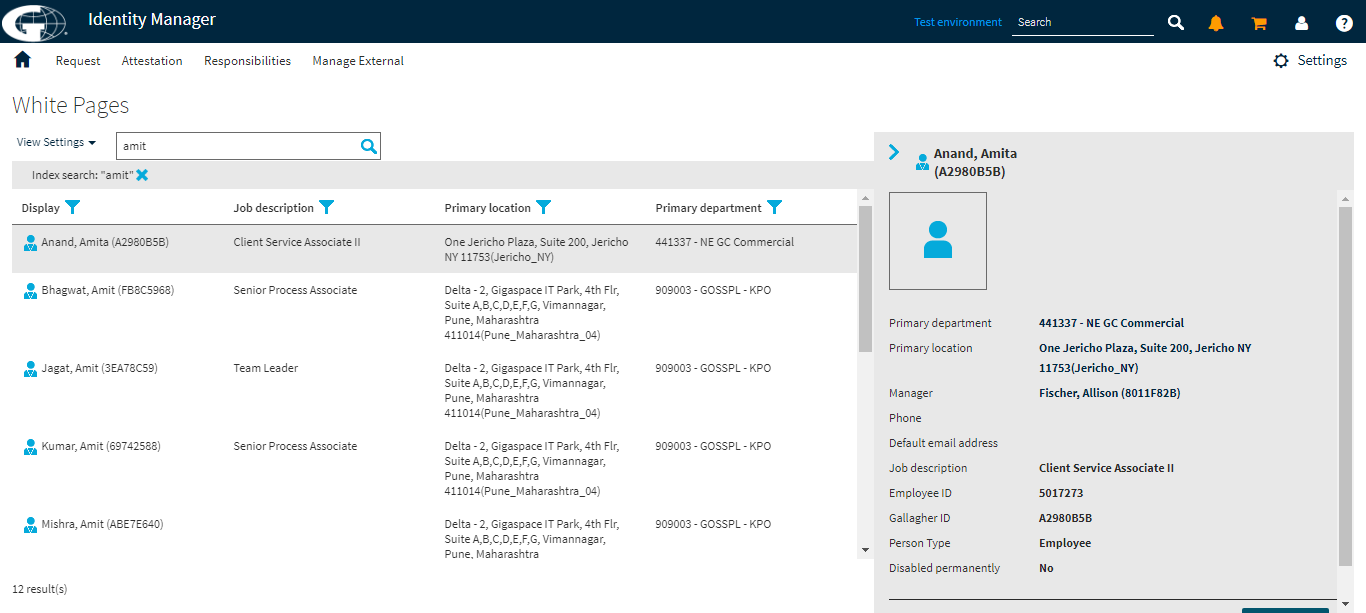 Identity Manager
Test environment
Search
Request Attestation Responsibilities Manage External
Settings
White Pages
View Settings
amit
Index search: "amit"
Display Job description Primary location Primary department
Anand, Amita (A2980B5B) Client Service Associate II One Jericho Plaza, Suite 200, Jericho 441337 - NE GC Commercial
NY 11753(Jericho_NY)
Bhagwat, Amit (FB8C5968) Senior Process Associate Delta - 2, Gigaspace IT Park, 4th Flr, 909003 - GOSSPL - KPO
Suite A,B,C,D,E,F,G, Vimannagar,
Pune, Maharashtra
411014(Pune_Maharashtra_04)
Jagat, Amit (3EA78C59) Team Leader Delta - 2, Gigaspace IT Park, 4th Flr, 909003 - GOSSPL - KPO
Suite A,B,C,D,E,F,G, Vimannagar,
Pune, Maharashtra
411014(Pune_Maharashtra_04)
Kumar, Amit (69742588) Senior Process Associate Delta - 2, Gigaspace IT Park, 4th Flr, 909003 - GOSSPL - KPO
Suite A,B,C,D,E,F,G, Vimannagar,
Pune, Maharashtra
411014(Pune_Maharashtra_04)
Mishra, Amit (ABE7E640) Delta - 2, Gigaspace IT Park, 4th Flr, 909003 - GOSSPL - KPO
Suite A,B,C,D,E,F,G, Vimannagar,
Pune, Maharashtra
12 result(s)
Anand, Amita
(A2980B5B)
Primary department 441337 - NE GC Commercial
Primary location One Jericho Plaza, Suite 200, Jericho NY
11753(Jericho_NY)
Manager Fischer, Allison (8011F82B)
Phone
Default email address
Job description Client Service Associate II
Employee ID 5017273
Gallagher ID A2980B5B
Person Type Employee
Disabled permanently No